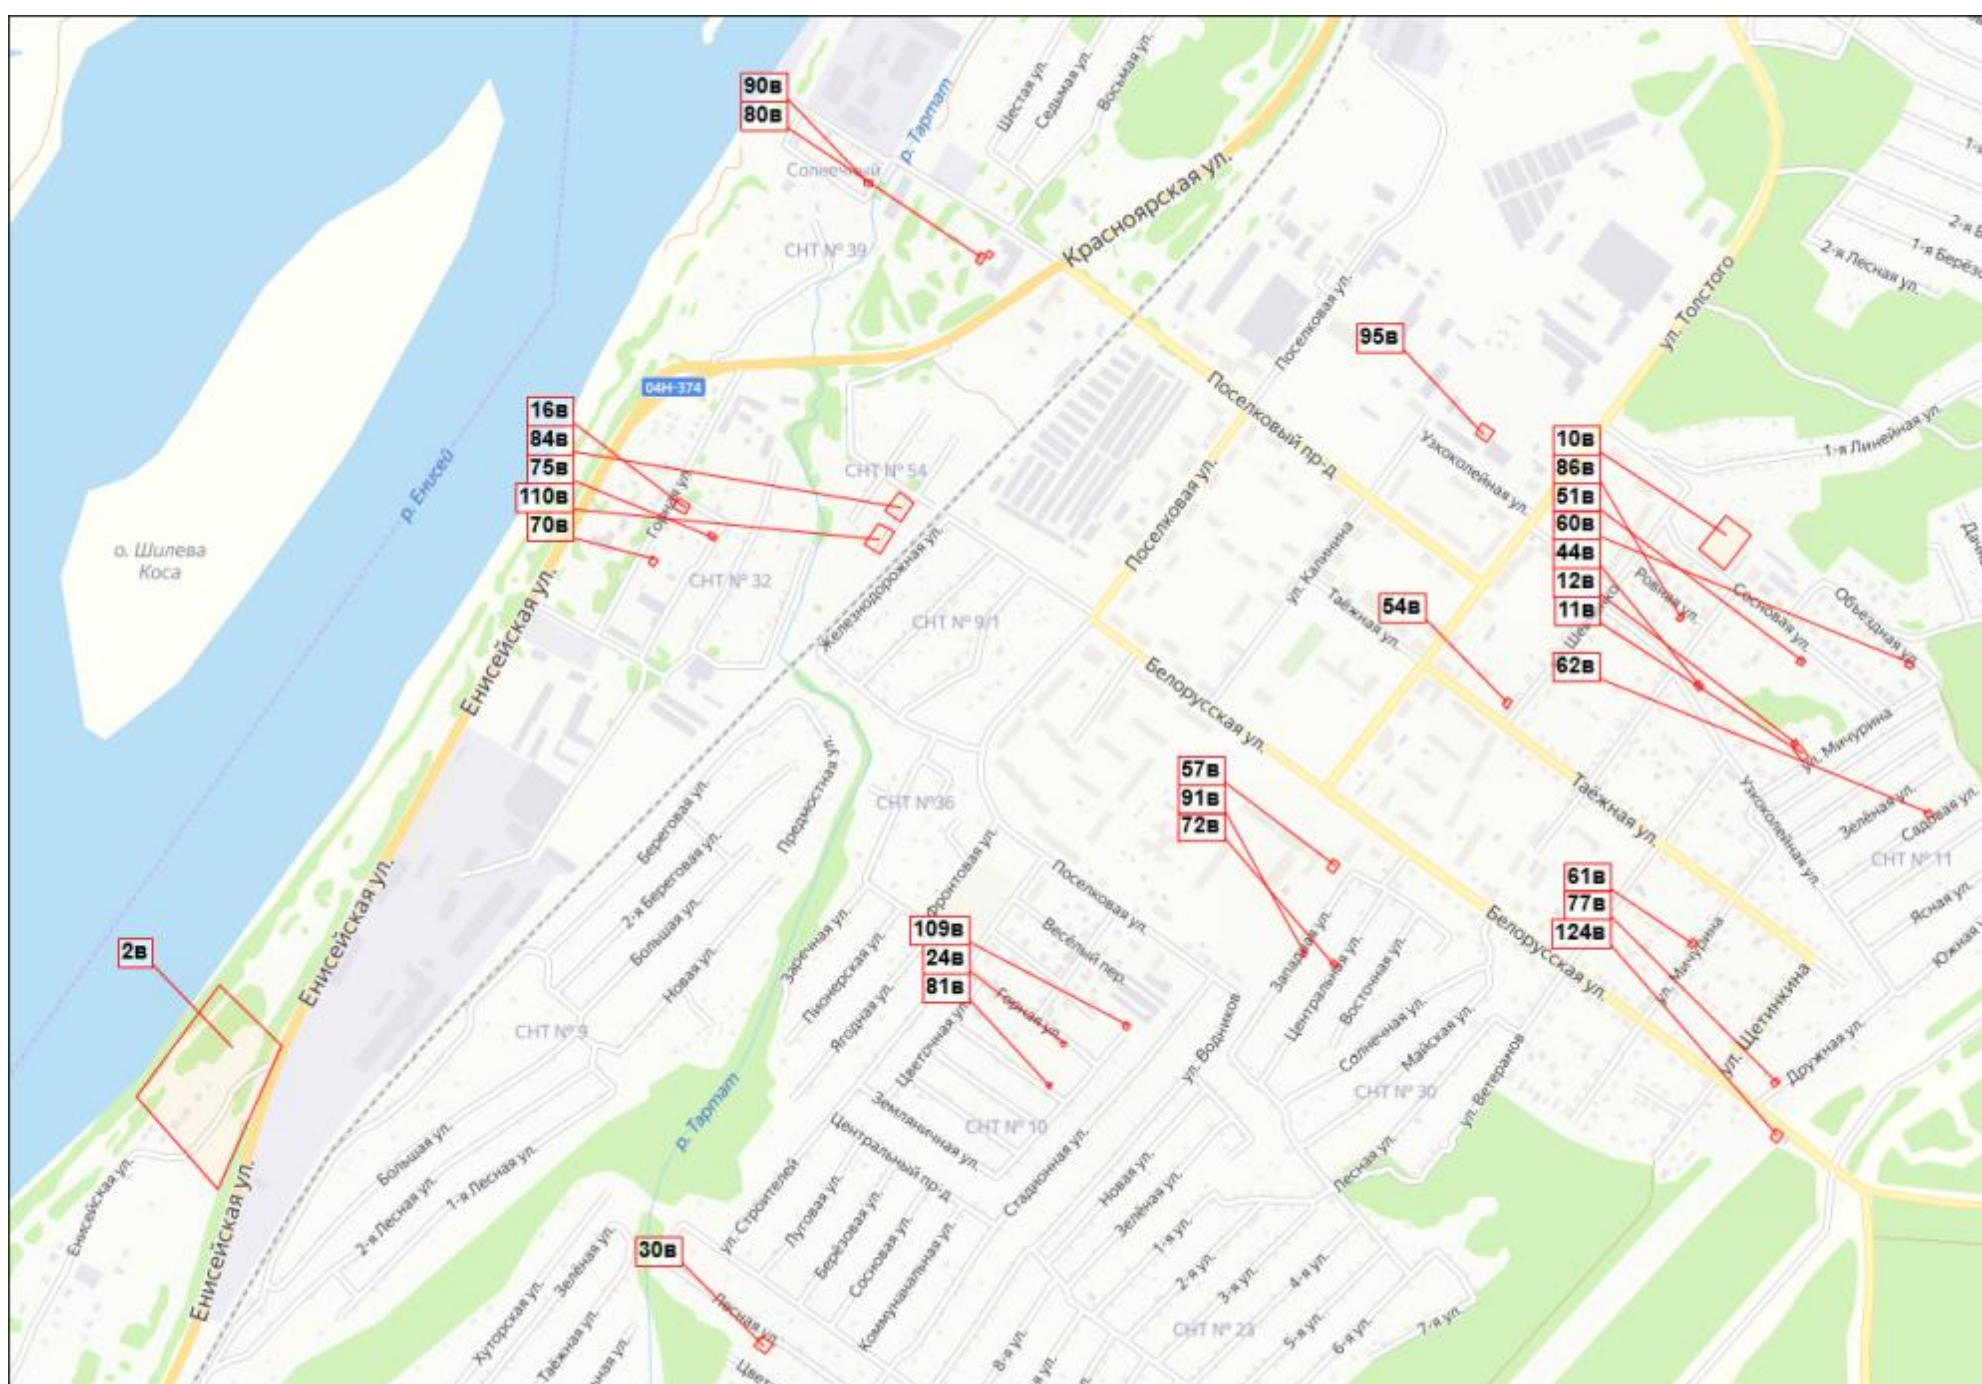 90в
80в
р. Тартат
Шестая ул.
Седьмая ул.
Восьмая ул.
Солнечный
СНТ № 39
Красноярская ул.
ул. Толстого
2-я Лесная ул.
Поселковая ул.
95в
04Н-374
Поселковый пр-д
Узкоколейная ул.
1-я Линейная ул.
16в
84в
75в
110в
70в
Горная ул.
СНТ № 54
СНТ № 32
р. Енисей
о. Шилева
Коса
Енисейская ул.
Железнодорожная ул.
СНТ № 9/1
Поселковая ул.
ул. Калинина
Таёжная ул.
54в
10в
86в
51в
60в
44в
12в
11в
62в
Ровная ул.
Сосновая ул.
Объездная ул.
ул. Мичурина
Зелёная ул.
Садовая ул.
СНТ № 11
Белорусская ул.
Таёжная ул.
Узкоколейная ул.
Предмостная ул.
Береговая ул.
2-я Береговая ул.
Большая ул.
Новая ул.
СНТ №36
Фронтовая ул.
Поселковая ул.
Весёлый пер.
57в
91в
72в
Западная ул.
Центральная ул.
Восточная ул.
Солнечная ул.
Майская ул.
61в
77в
124в
Белорусская ул.
ул. Мичурина
ул. Щетинкина
Дружная ул.
Ясная ул.
2в
Енисейская ул.
СНТ № 9
Заречная ул.
Пионерская ул.
Ягодная ул.
Цветочная ул.
109в
24в
81в
Горная ул.
ул. Водников
СНТ № 30
ул. Ветеранов
СНТ № 10
Земляничная ул.
Центральный пр-д
Стадионная ул.
р. Тартат
Большая ул.
1-я Лесная ул.
2-я Лесная ул.
Енисейская ул.
Енисейская ул.
ул. Строителей
Луговая ул.
Берёзовая ул.
Сосновая ул.
Коммунальная ул.
Новая ул.
Зелёная ул.
Лесная ул.
1-я ул.
2-я ул.
3-я ул.
4-я ул.
5-я ул.
6-я ул.
7-я ул.
8-я ул.
СНТ № 23
30в
Лесная ул.
Хуторская ул.
Зелёная ул.
Таёжная ул.